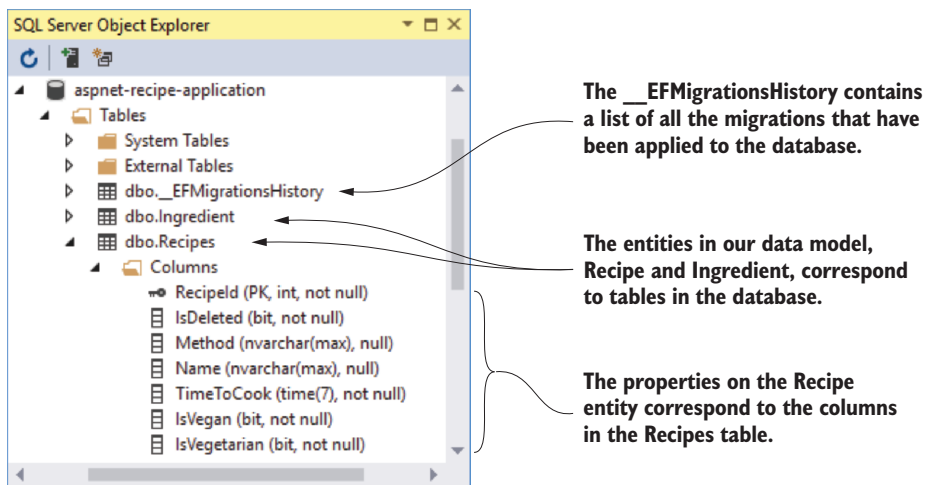 SQL Server Object Explorer
aspnet-recipe-application
Tables
System Tables
External Tables
dbo.__EFMigrationsHistory
dbo.Ingredient
dbo.Recipes
Columns
RecipeId (PK, int, not null)
IsDeleted (bit, not null)
Method (nvarchar(max), null)
Name (nvarchar(max), null)
TimeToCook (time(7), not null)
IsVegan (bit, not null)
IsVegetarian (bit, not null)
The __EFMigrationsHistory contains
a list of all the migrations that have
been applied to the database.
The entities in our data model,
Recipe and Ingredient, correspond
to tables in the database.
The properties on the Recipe
entity correspond to the columns
in the Recipes table.